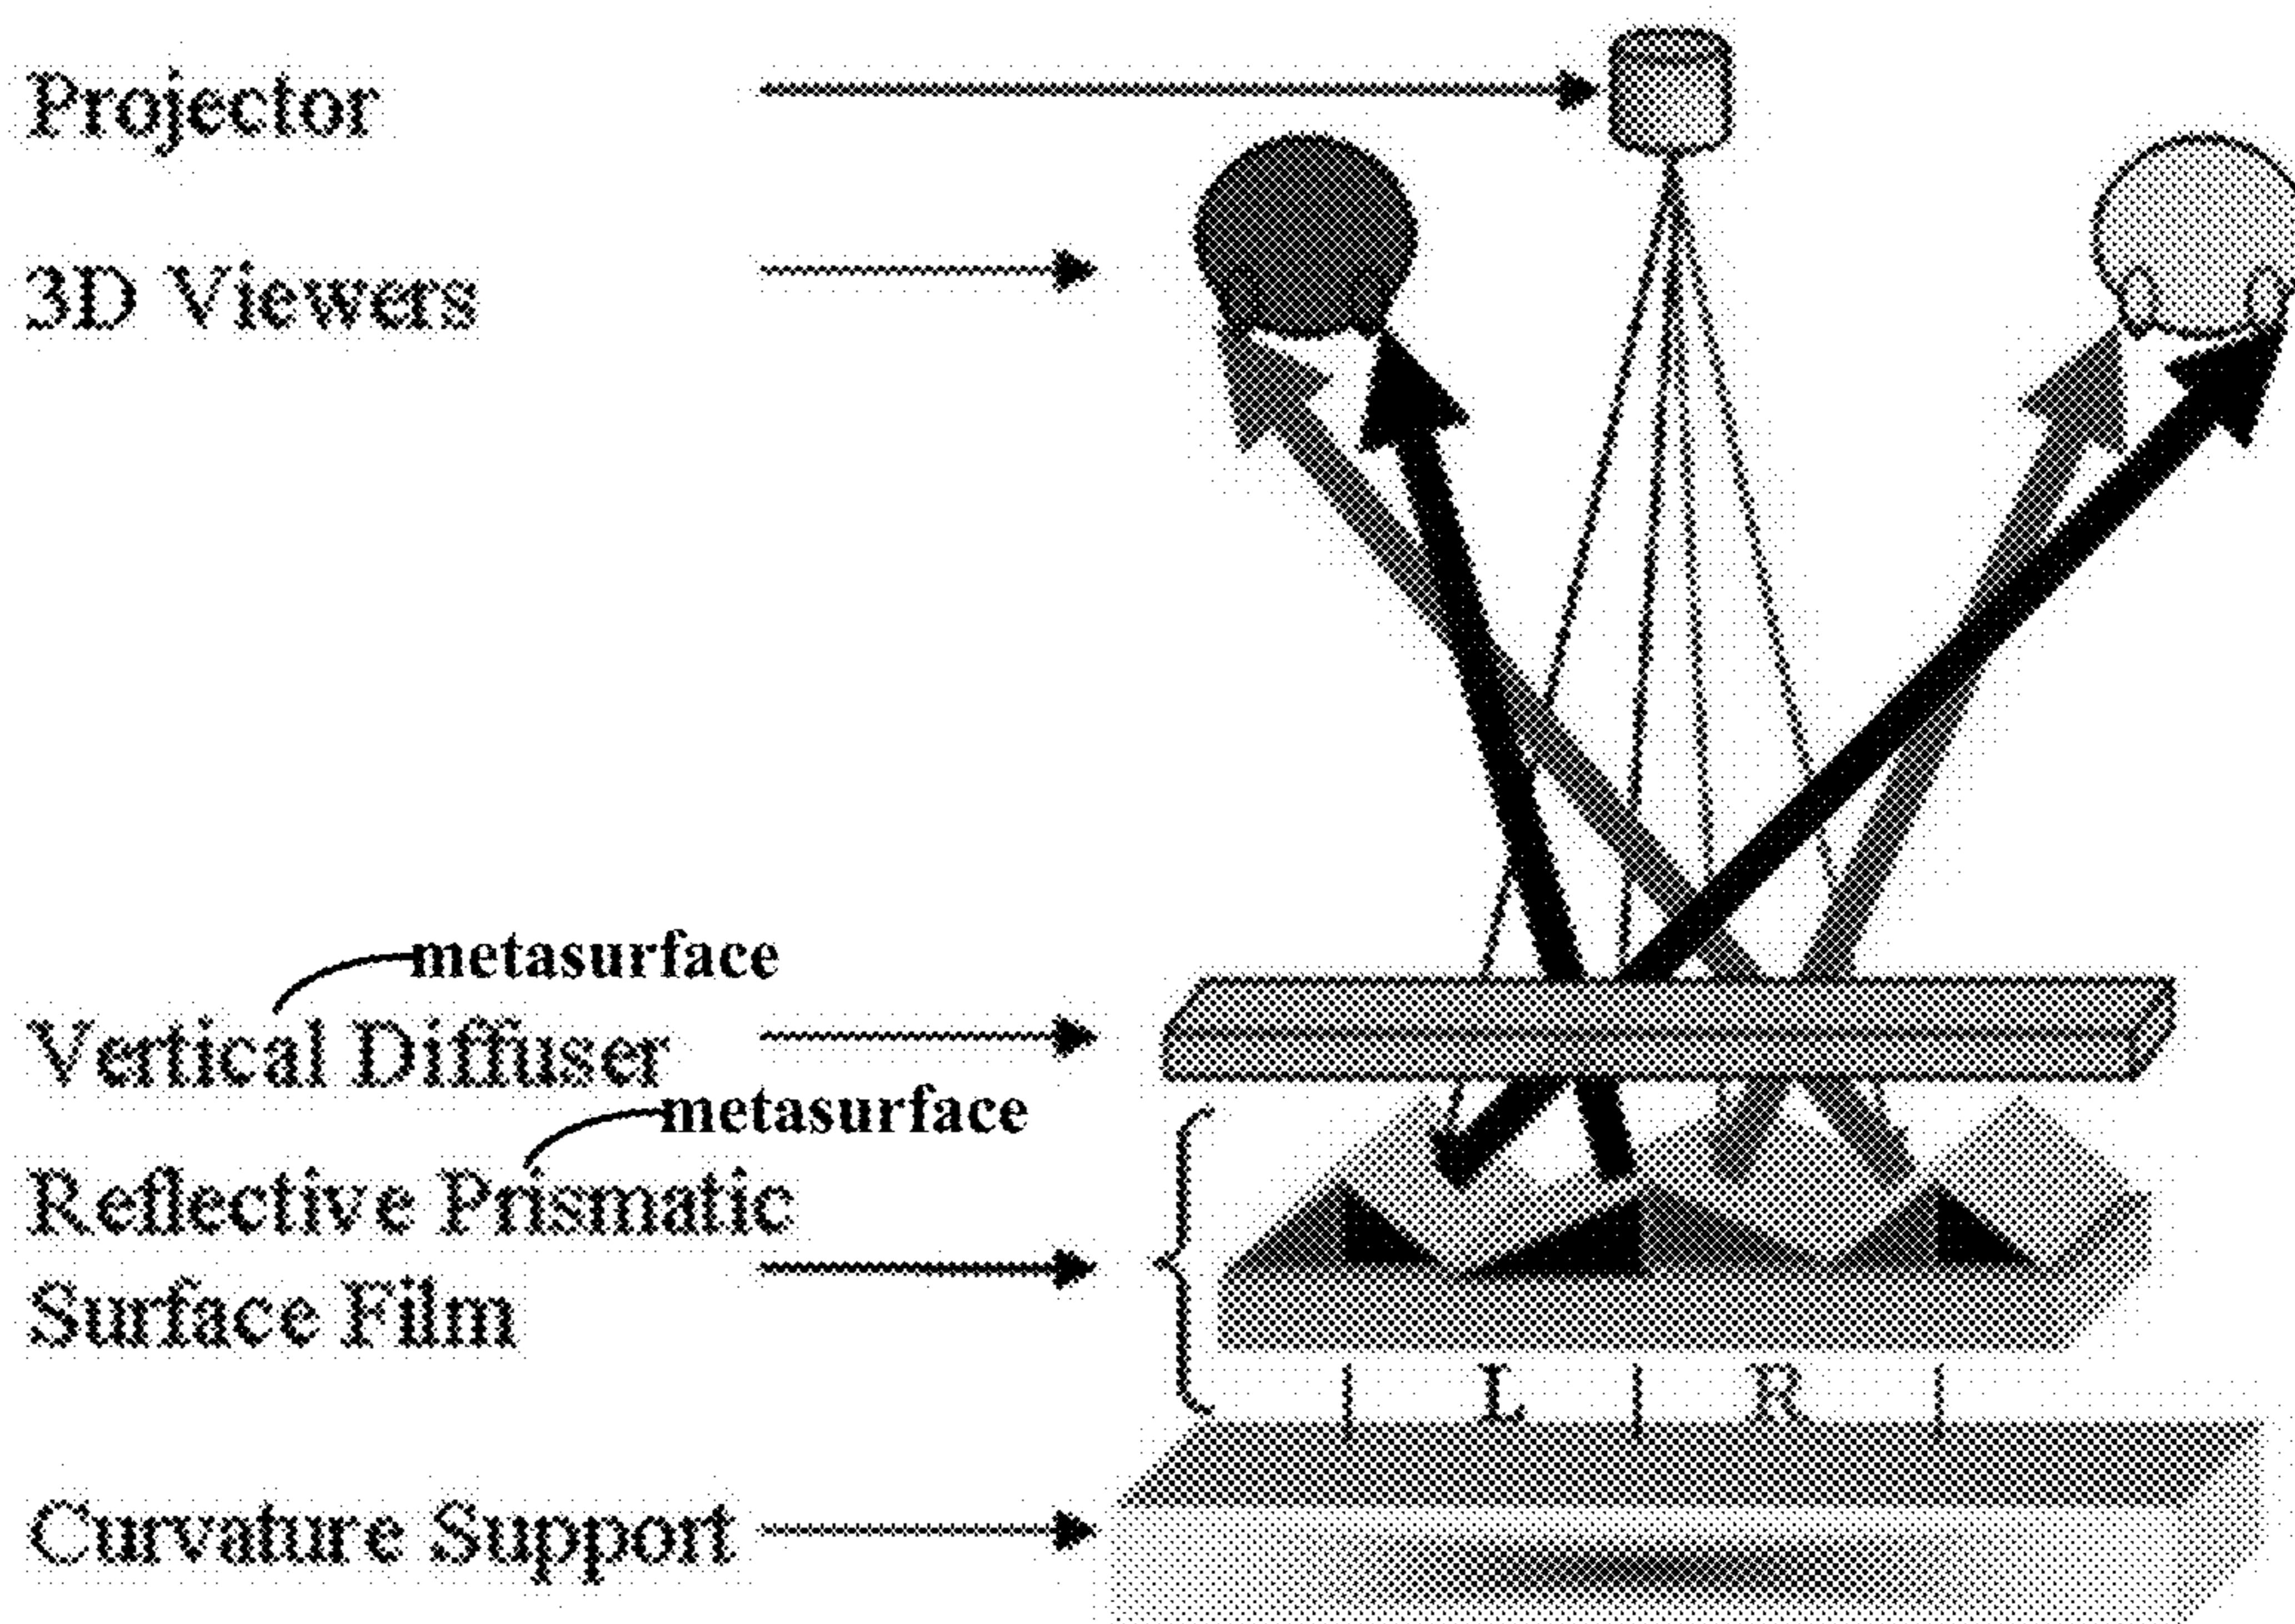 Projector
3D Viewers
metasurface
Vertical Diffuser
metasurface
Reflective Prismatic
Surface Film
L R
Curvature Support